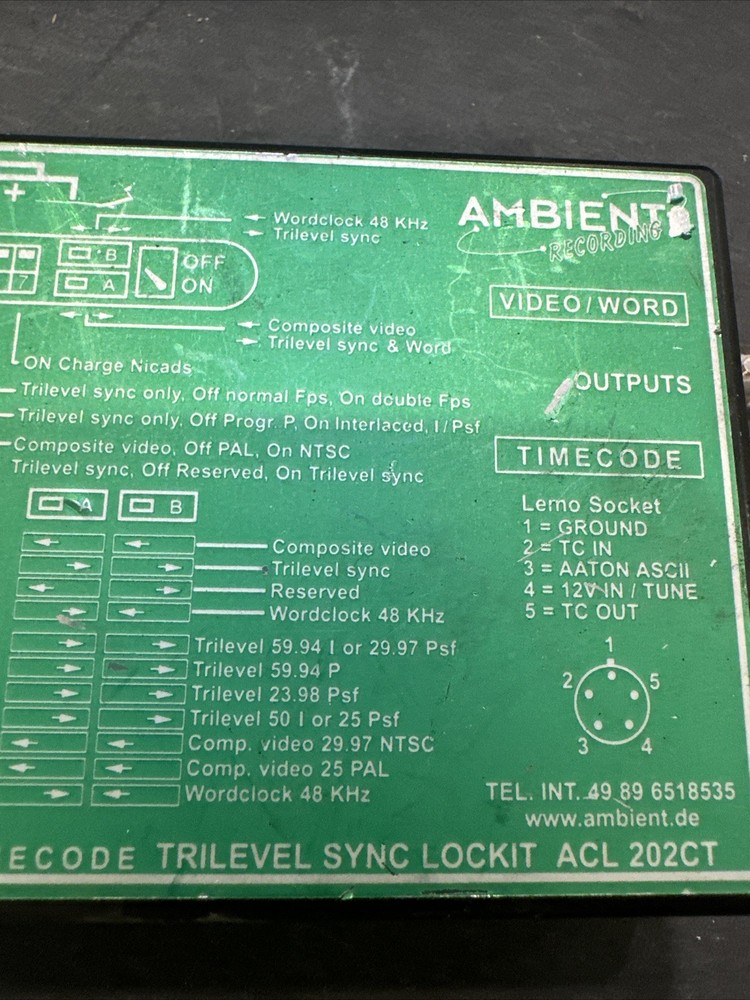 +
Wordclock 48 KHz
Trilevel sync
AMBIENT
RECORDING
B
A
7
OFF
ON
VIDEO/WORD
Composite video
Trilevel sync & Word
ON Charge Nicads
OUTPUTS
Trilevel sync only, Off normal Fps, On double Fps
Trilevel sync only, Off Progr. P, On Interlaced, I/Psf
Composite video, Off PAL, On NTSC
Trilevel sync, Off Reserved, On Trilevel sync
TIMECODE
A B
Lemo Socket
1 = GROUND
2 = TC IN
3 = AATON ASCII
4 = 12V IN / TUNE
5 = TC OUT
Composite video
Trilevel sync
Reserved
Wordclock 48 KHz
Trilevel 59.94 I or 29.97 Psf
Trilevel 59.94 P
Trilevel 23.98 Psf
Trilevel 50 I or 25 Psf
Comp. video 29.97 NTSC
Comp. video 25 PAL
Wordclock 48 KHz
1
2 5
3 4
TEL. INT. 49 89 6518535
www.ambient.de
ECODE TRILEVEL SYNC LOCKIT ACL 202CT